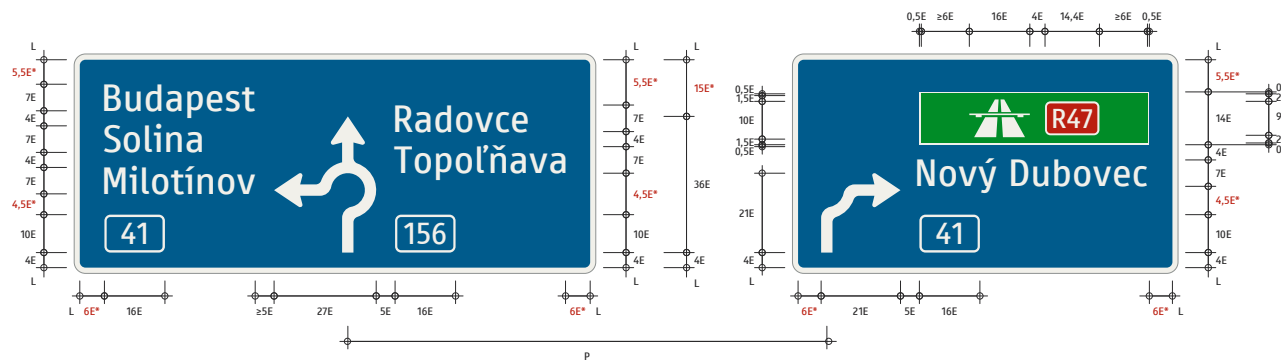 0,5E ≥6E 16E 4E 14,4E ≥6E 0,5E
L
5,5E*
7E
4E
7E
4E
7E
4,5E*
10E
4E
L
Budapest
Solina
Milotínov
41
Radovce
Topoľňava
156
L
5,5E*
7E
4E
7E
4,5E*
10E
4E
L
L
15E*
36E
4E
L
0,5E
1,5E
10E
1,5E
0,5E
21E
4E
L
R47
Nový Dubovec
41
L
5,5E*
14E
4E
7E
4,5E*
10E
4E
L
L 6E* 16E ≥5E 27E 5E 16E 6E* L
6E* 21E 5E 16E 6E* L
P